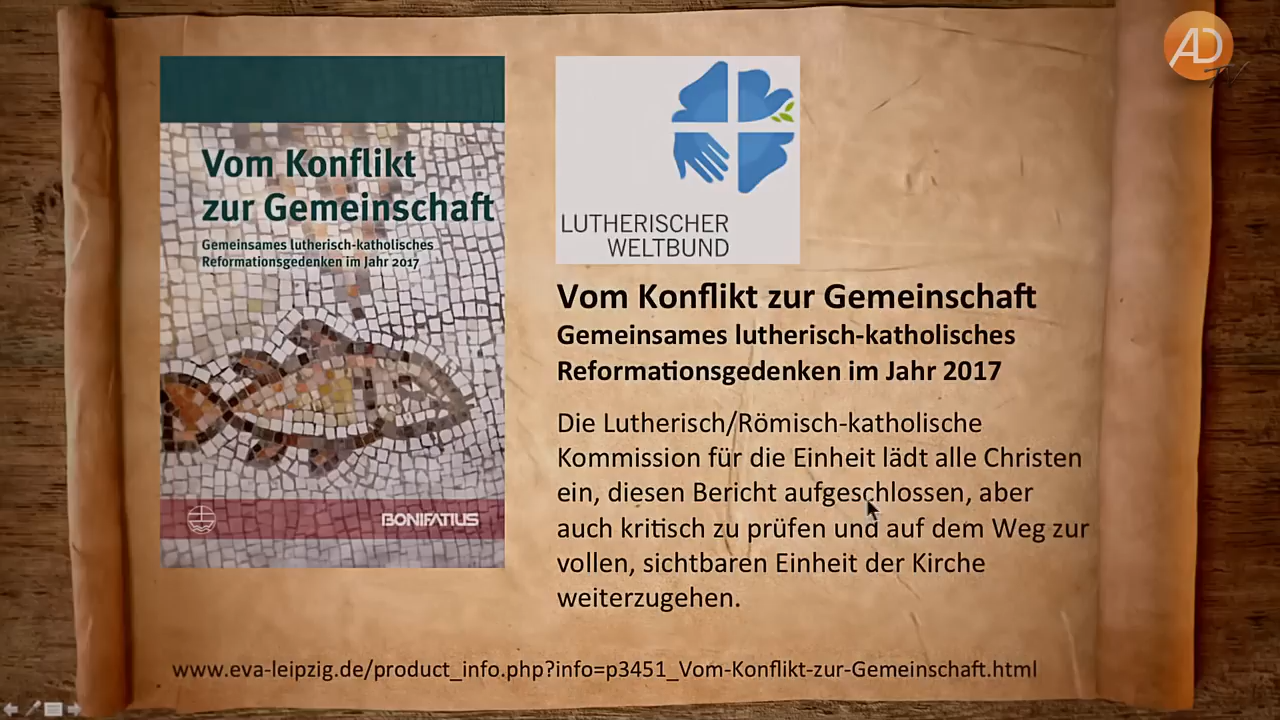 AD
TV
Vom Konflikt
zur Gemeinschaft
Gemeinsames lutherisch-katholisches
Reformationsgedenken im Jahr 2017
BONIFATIUS
LUTHERISCHER
WELTBUND
Vom Konflikt zur Gemeinschaft
Gemeinsames lutherisch-katholisches
Reformationsgedenken im Jahr 2017
Die Lutherisch/Römisch-katholische
Kommission für die Einheit lädt alle Christen
ein, diesen Bericht aufgeschlossen, aber
auch kritisch zu prüfen und auf dem Weg zur
vollen, sichtbaren Einheit der Kirche
weiterzugehen.
www.eva-leipzig.de/product_info.php?info=p3451_Vom-Konflikt-zur-Gemeinschaft.html